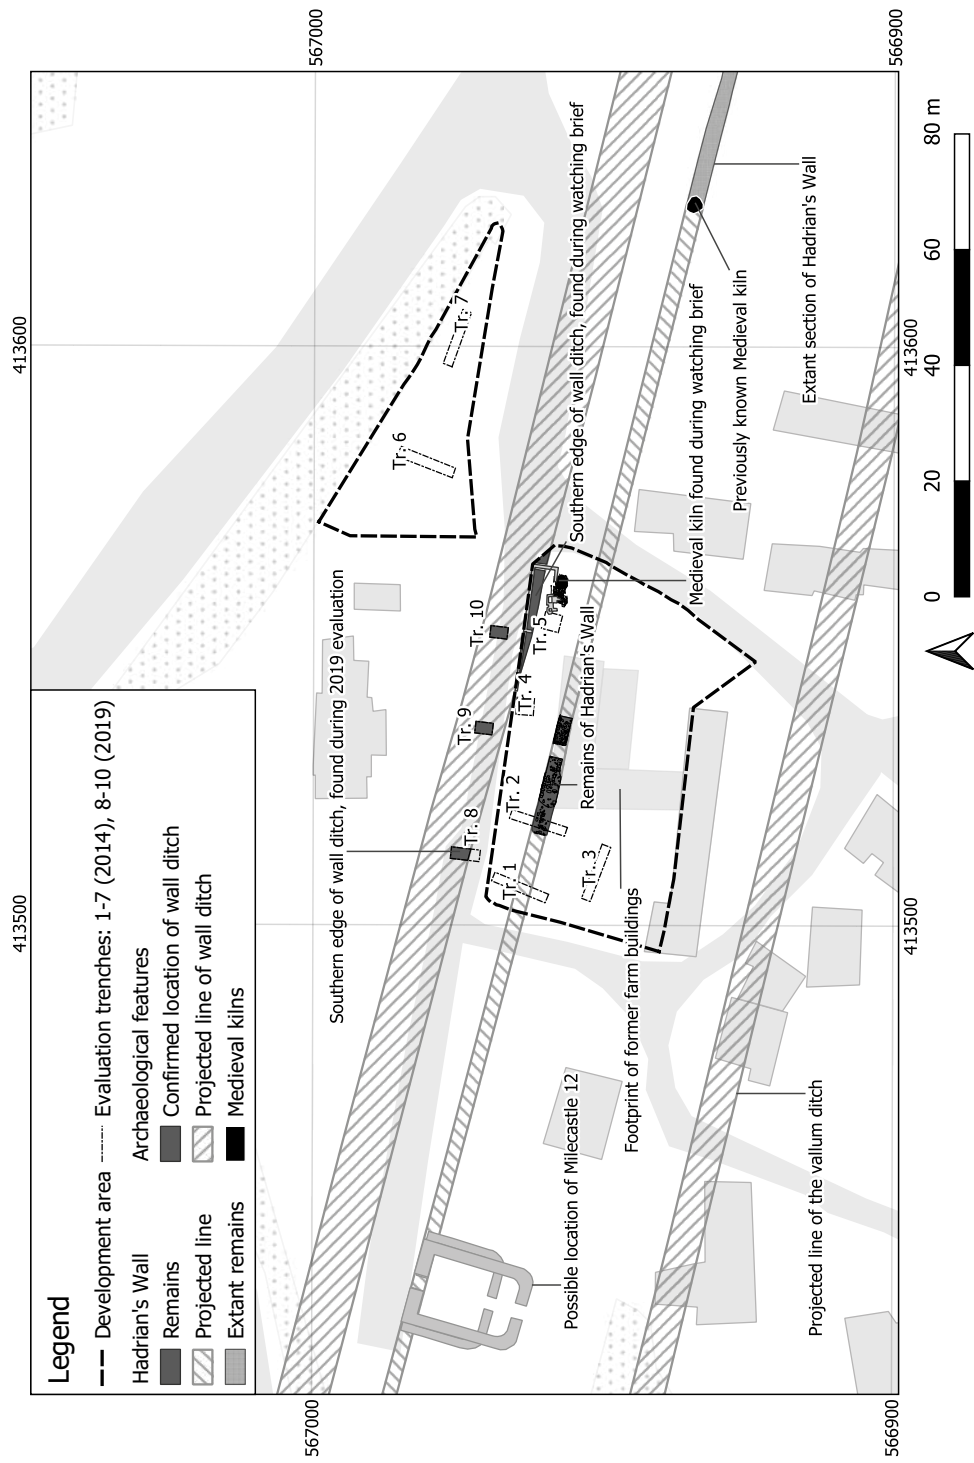 Legend
Development area
Evaluation trenches: 1-7 (2014), 8-10 (2019)
Hadrian's Wall
Remains
Projected line
Extant remains
Archaeological features
Confirmed location of wall ditch
Projected line of wall ditch
Medieval kilns
413500
413600
567000
567000
566900
566900
413500
413600
Southern edge of wall ditch, found during 2019 evaluation
Tr. 6
Tr. 7
Tr. 8
Tr. 9
Tr. 10
Tr. 1
Tr. 2
Tr. 4
Tr. 5
Tr. 3
Southern edge of wall ditch, found during watching brief
Remains of Hadrian's Wall
Possible location of Milecastle 12
Footprint of former farm buildings
Medieval kiln found during watching brief
Previously known Medieval kiln
Extant section of Hadrian's Wall
Projected line of the vallum ditch
0
20
40
60
80 m